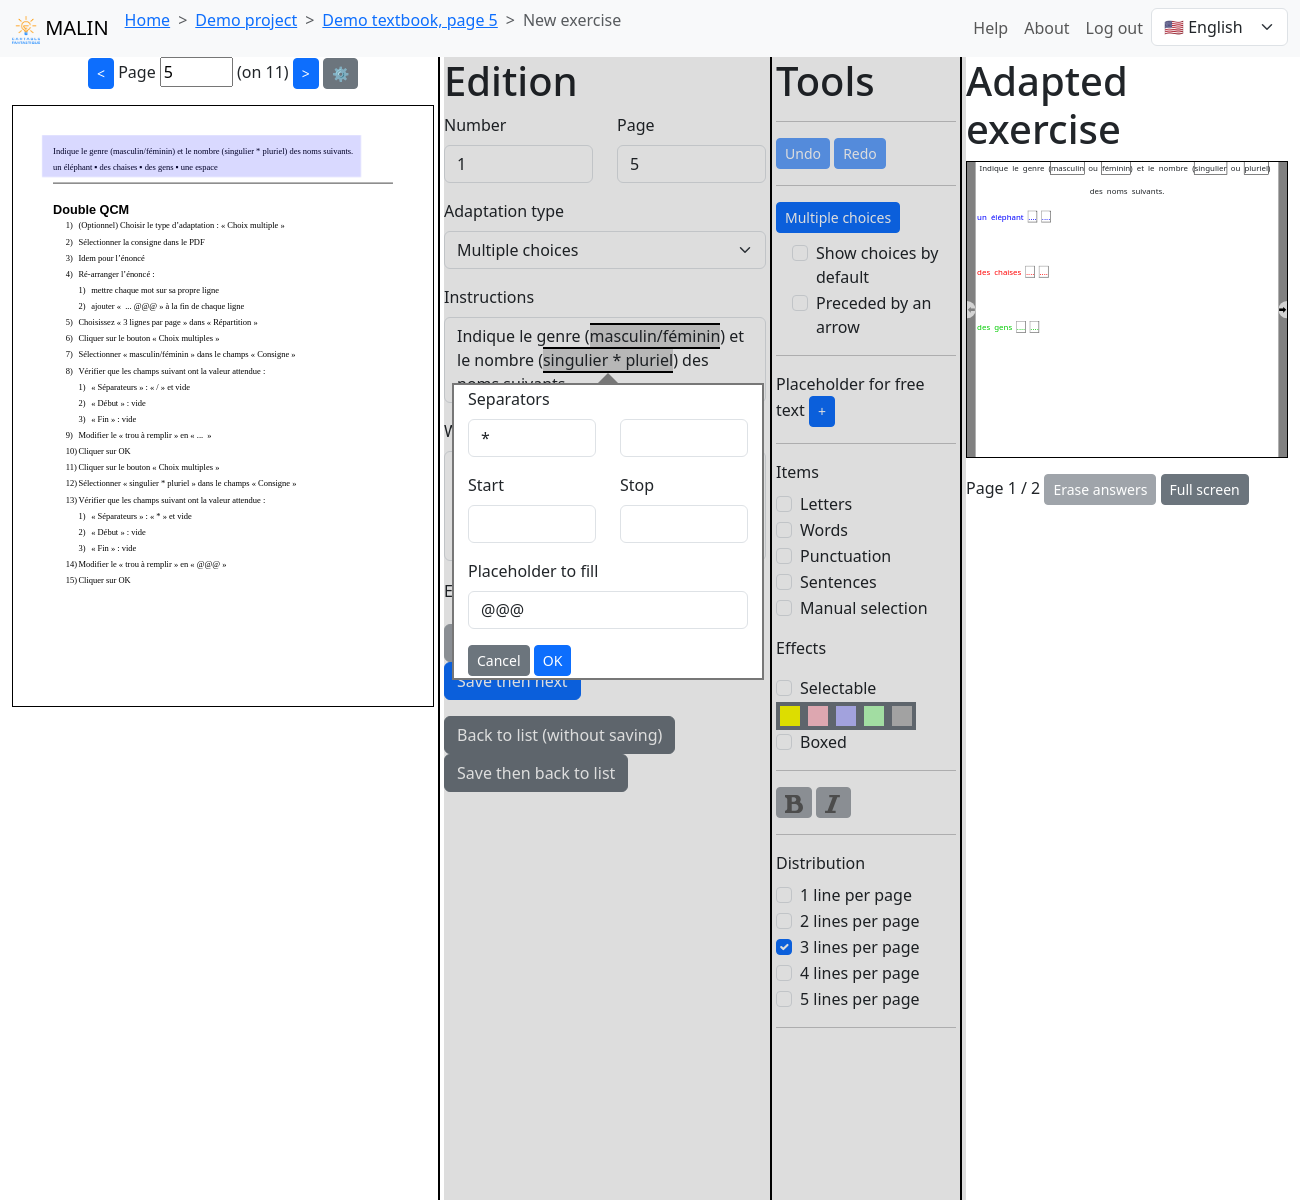 MALIN
Home > Demo project > Demo textbook, page 5 > New exercise
Help About Log out 🇺🇸 English
< Page 5 (on 11) > ⚙️
Indique le genre (masculin/féminin) et le nombre (singulier * pluriel) des noms suivants.
un éléphant • des chaises • des gens • une espace
Double QCM
1) (Optionnel) Choisir le type d’adaptation : « Choix multiple »
2) Sélectionner la consigne dans le PDF
3) Idem pour l’énoncé
4) Ré-arranger l’énoncé :
1) mettre chaque mot sur sa propre ligne
2) ajouter « ... @@@ » à la fin de chaque ligne
5) Choisissez « 3 lignes par page » dans « Répartition »
6) Cliquer sur le bouton « Choix multiples »
7) Sélectionner « masculin/féminin » dans le champs « Consigne »
8) Vérifier que les champs suivant ont la valeur attendue :
1) « Séparateurs » : « / » et vide
2) « Début » : vide
3) « Fin » : vide
9) Modifier le « trou à remplir » en « ... »
10) Cliquer sur OK
11) Cliquer sur le bouton « Choix multiples »
12) Sélectionner « singulier * pluriel » dans le champs « Consigne »
13) Vérifier que les champs suivant ont la valeur attendue :
1) « Séparateurs » : « * » et vide
2) « Début » : vide
3) « Fin » : vide
14) Modifier le « trou à remplir » en « @@@ »
15) Cliquer sur OK
Edition
Number Page
1 5
Adaptation type
Multiple choices
Instructions
Indique le genre (masculin/féminin) et
le nombre (singulier * pluriel) des
noms suivants.
Separators
*
Start Stop
Placeholder to fill
@@@
Cancel OK
Save then next
Back to list (without saving)
Save then back to list
Tools
Undo Redo
Multiple choices
Show choices by
default
Preceded by an
arrow
Placeholder for free
text +
Items
Letters
Words
Punctuation
Sentences
Manual selection
Effects
Selectable
Boxed
B I
Distribution
1 line per page
2 lines per page
3 lines per page
4 lines per page
5 lines per page
Adapted
exercise
Indique le genre (masculin ou féminin) et le nombre (singulier ou pluriel)
des noms suivants.
un éléphant .... ....
des chaises .... ....
des gens .... ....
Page 1 / 2 Erase answers Full screen